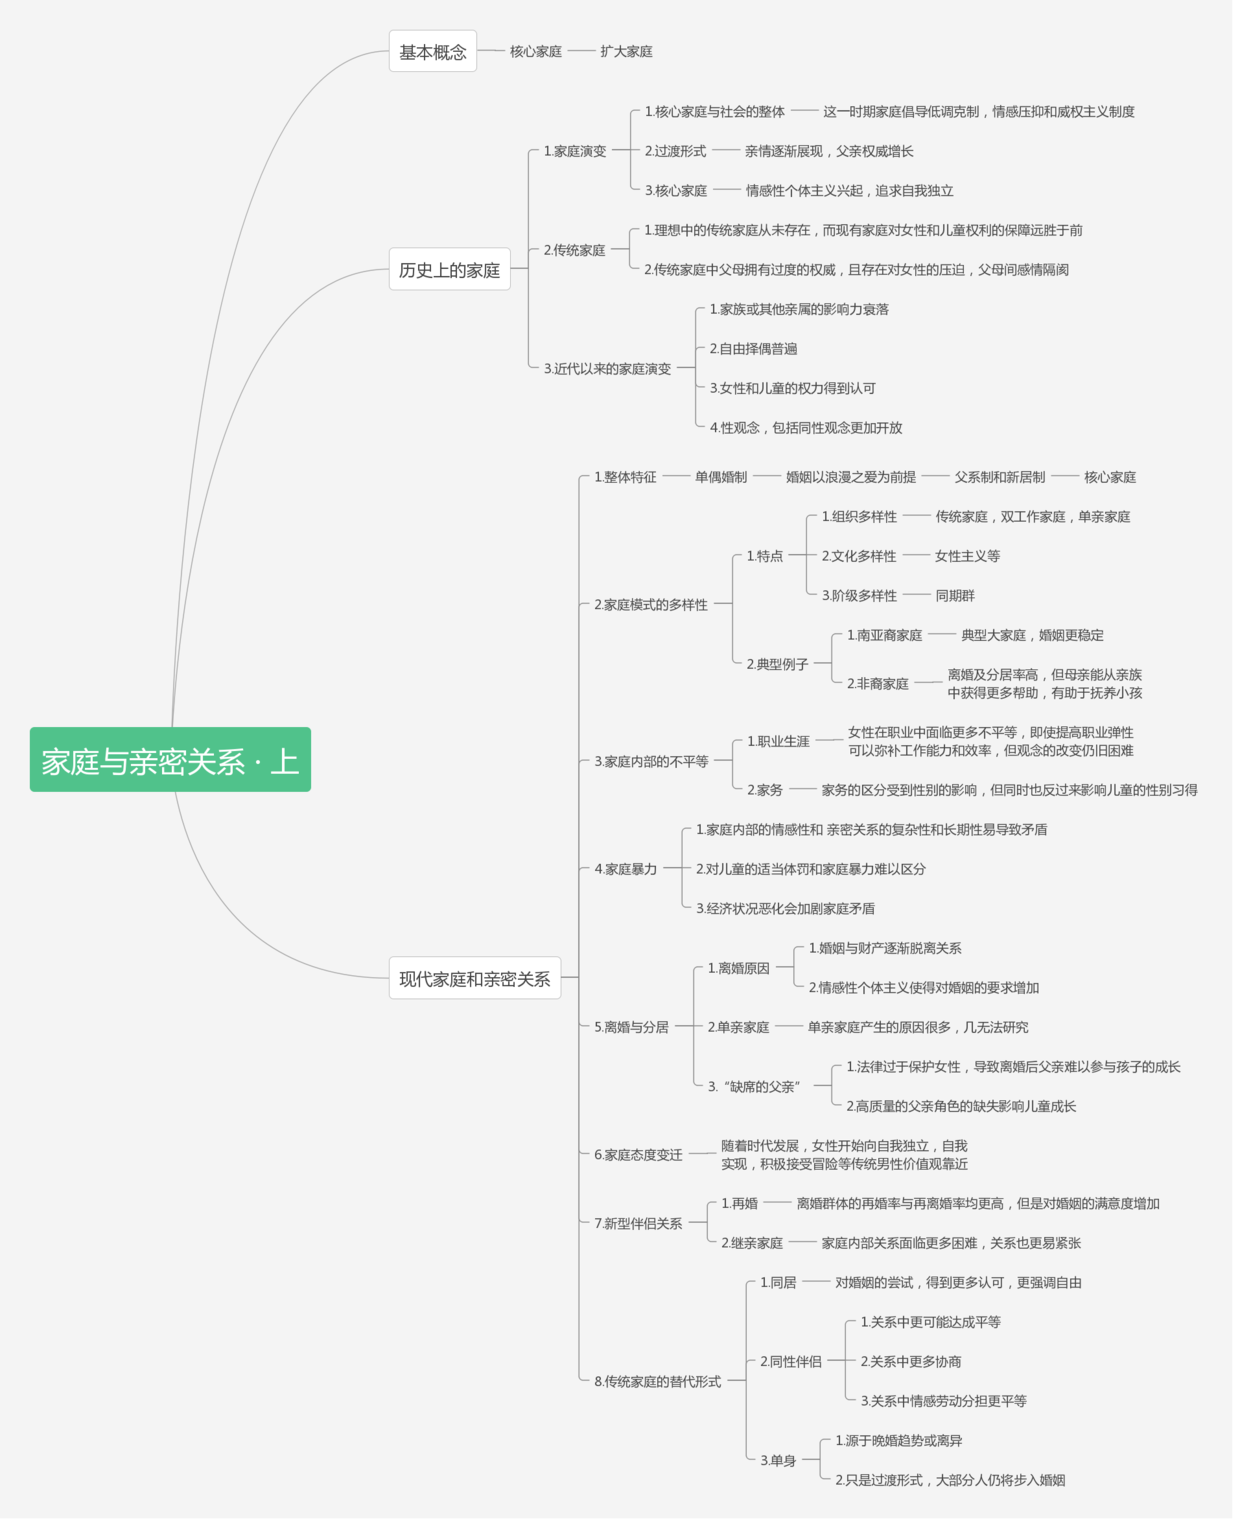 家庭与亲密关系 · 上
基本概念
核心家庭
扩大家庭
历史上的家庭
1.家庭演变
1.核心家庭与社会的整体
这一时期家庭倡导低调克制，情感压抑和威权主义制度
2.过渡形式
亲情逐渐展现，父亲权威增长
3.核心家庭
情感性个体主义兴起，追求自我独立
2.传统家庭
1.理想中的传统家庭从未存在，而现有家庭对女性和儿童权利的保障远胜于前
2.传统家庭中父母拥有过度的权威，且存在对女性的压迫，父母间感情隔阂
3.近代以来的家庭演变
1.家族或其他亲属的影响力衰落
2.自由择偶普遍
3.女性和儿童的权力得到认可
4.性观念，包括同性观念更加开放
现代家庭和亲密关系
1.整体特征
单偶婚制
婚姻以浪漫之爱为前提
父系制和新居制
核心家庭
2.家庭模式的多样性
1.特点
1.组织多样性
传统家庭，双工作家庭，单亲家庭
2.文化多样性
女性主义等
3.阶级多样性
同期群
2.典型例子
1.南亚裔家庭
典型大家庭，婚姻更稳定
2.非裔家庭
离婚及分居率高，但母亲能从亲族
中获得更多帮助，有助于抚养小孩
3.家庭内部的不平等
1.职业生涯
女性在职业中面临更多不平等，即使提高职业弹性
可以弥补工作能力和效率，但观念的改变仍旧困难
2.家务
家务的区分受到性别的影响，但同时也反过来影响儿童的性别习得
4.家庭暴力
1.家庭内部的情感性和 亲密关系的复杂性和长期性易导致矛盾
2.对儿童的适当体罚和家庭暴力难以区分
3.经济状况恶化会加剧家庭矛盾
5.离婚与分居
1.离婚原因
1.婚姻与财产逐渐脱离关系
2.情感性个体主义使得对婚姻的要求增加
2.单亲家庭
单亲家庭产生的原因很多，几无法研究
3.“缺席的父亲”
1.法律过于保护女性，导致离婚后父亲难以参与孩子的成长
2.高质量的父亲角色的缺失影响儿童成长
6.家庭态度变迁
随着时代发展，女性开始向自我独立，自我
实现，积极接受冒险等传统男性价值观靠近
7.新型伴侣关系
1.再婚
离婚群体的再婚率与再离婚率均更高，但是对婚姻的满意度增加
2.继亲家庭
家庭内部关系面临更多困难，关系也更易紧张
8.传统家庭的替代形式
1.同居
对婚姻的尝试，得到更多认可，更强调自由
2.同性伴侣
1.关系中更可能达成平等
2.关系中更多协商
3.关系中情感劳动分担更平等
3.单身
1.源于晚婚趋势或离异
2.只是过渡形式，大部分人仍将步入婚姻